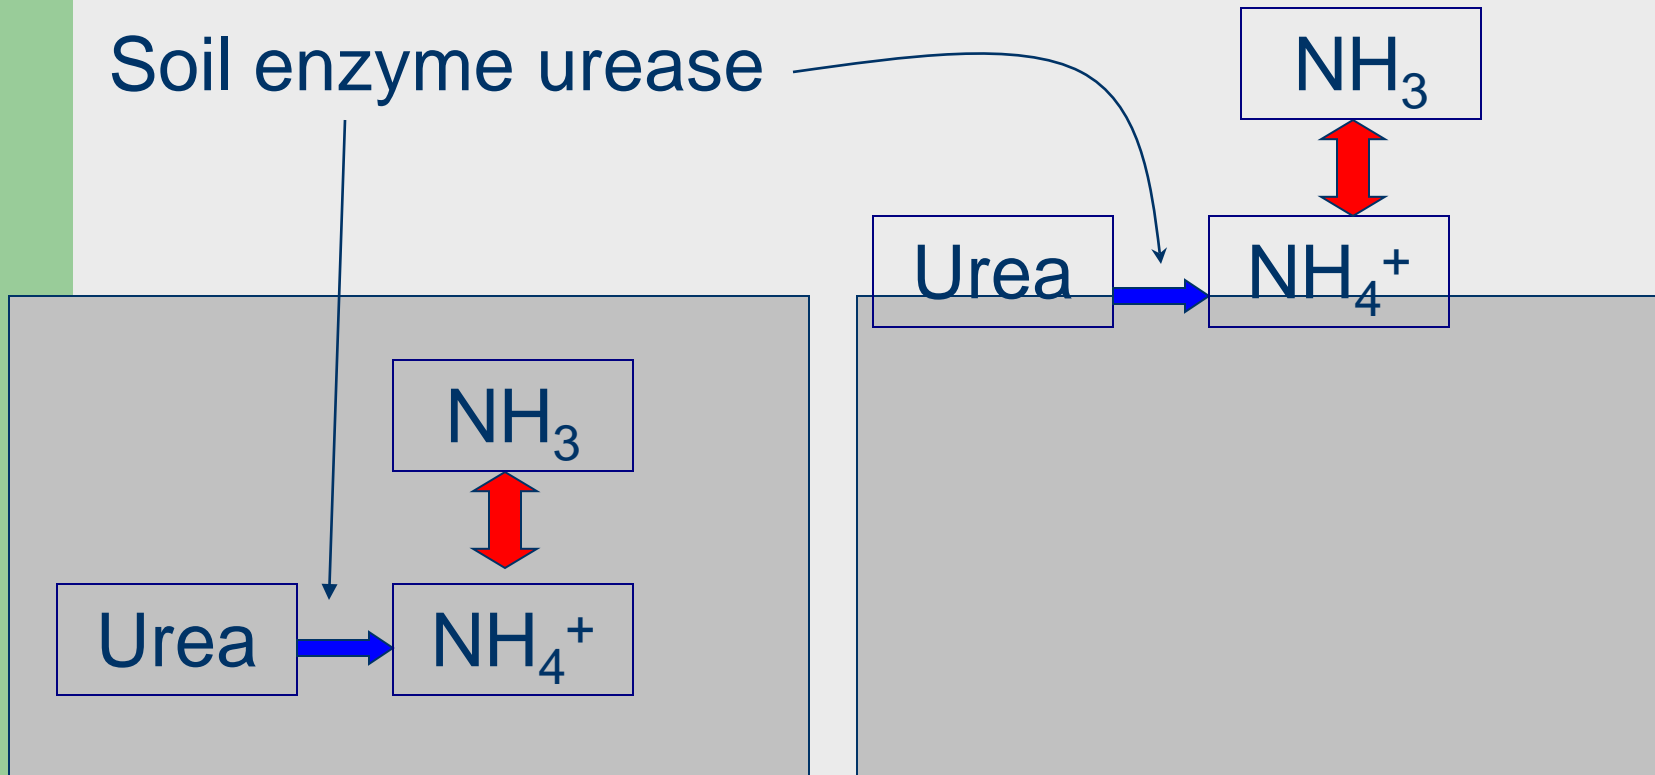 Soil enzyme urease
NH₃
Urea
NH₄⁺
NH₃
Urea
NH₄⁺